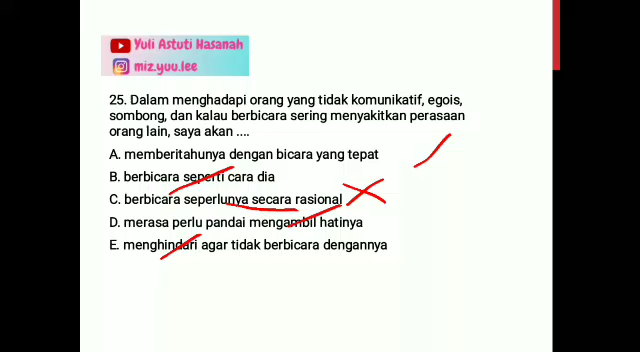 Yuli Astuti Hasanah
miz.yuu.lee
25. Dalam menghadapi orang yang tidak komunikatif, egois,
sombong, dan kalau berbicara sering menyakitkan perasaan
orang lain, saya akan ....
A. memberitahunya dengan bicara yang tepat
B. berbicara seperti cara dia
C. berbicara seperlunya secara rasional
D. merasa perlu pandai mengambil hatinya
E. menghindari agar tidak berbicara dengannya